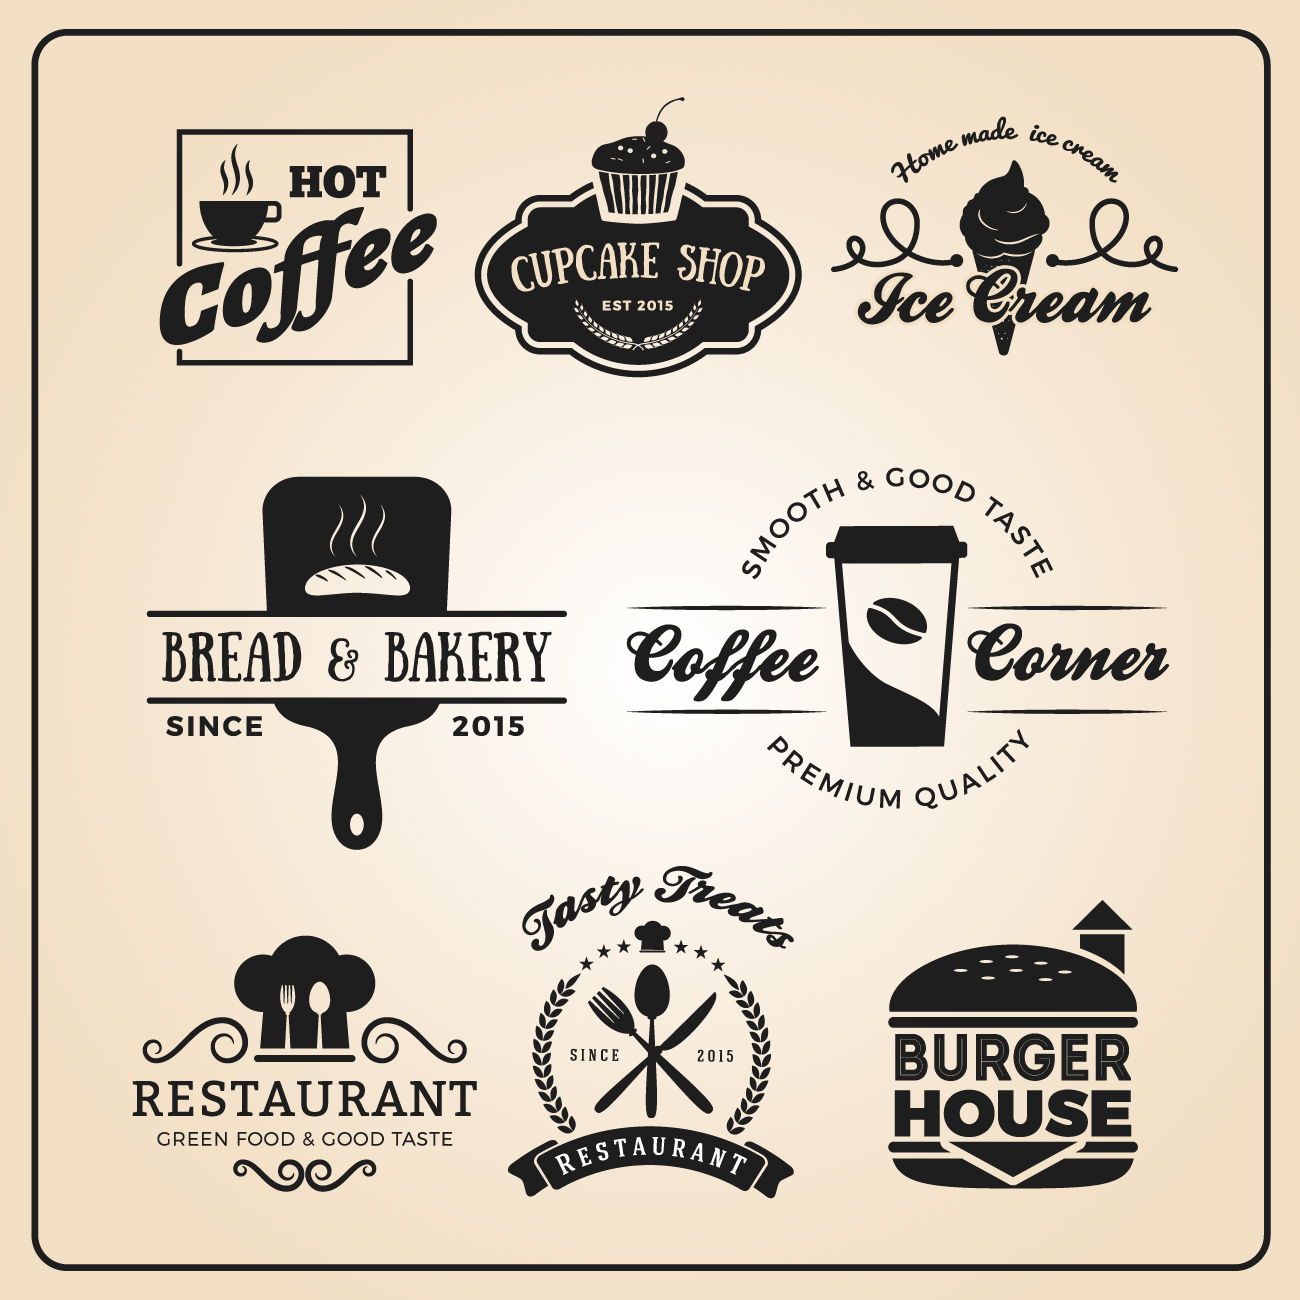 HOT
Coffee
CUPCAKE SHOP
EST 2015
Home made ice cream
Ice Cream
BREAD & BAKERY
SINCE 2015
SMOOTH & GOOD TASTE
Coffee Corner
PREMIUM QUALITY
RESTAURANT
GREEN FOOD & GOOD TASTE
Tasty Treats
SINCE 2015
RESTAURANT
BURGER
HOUSE